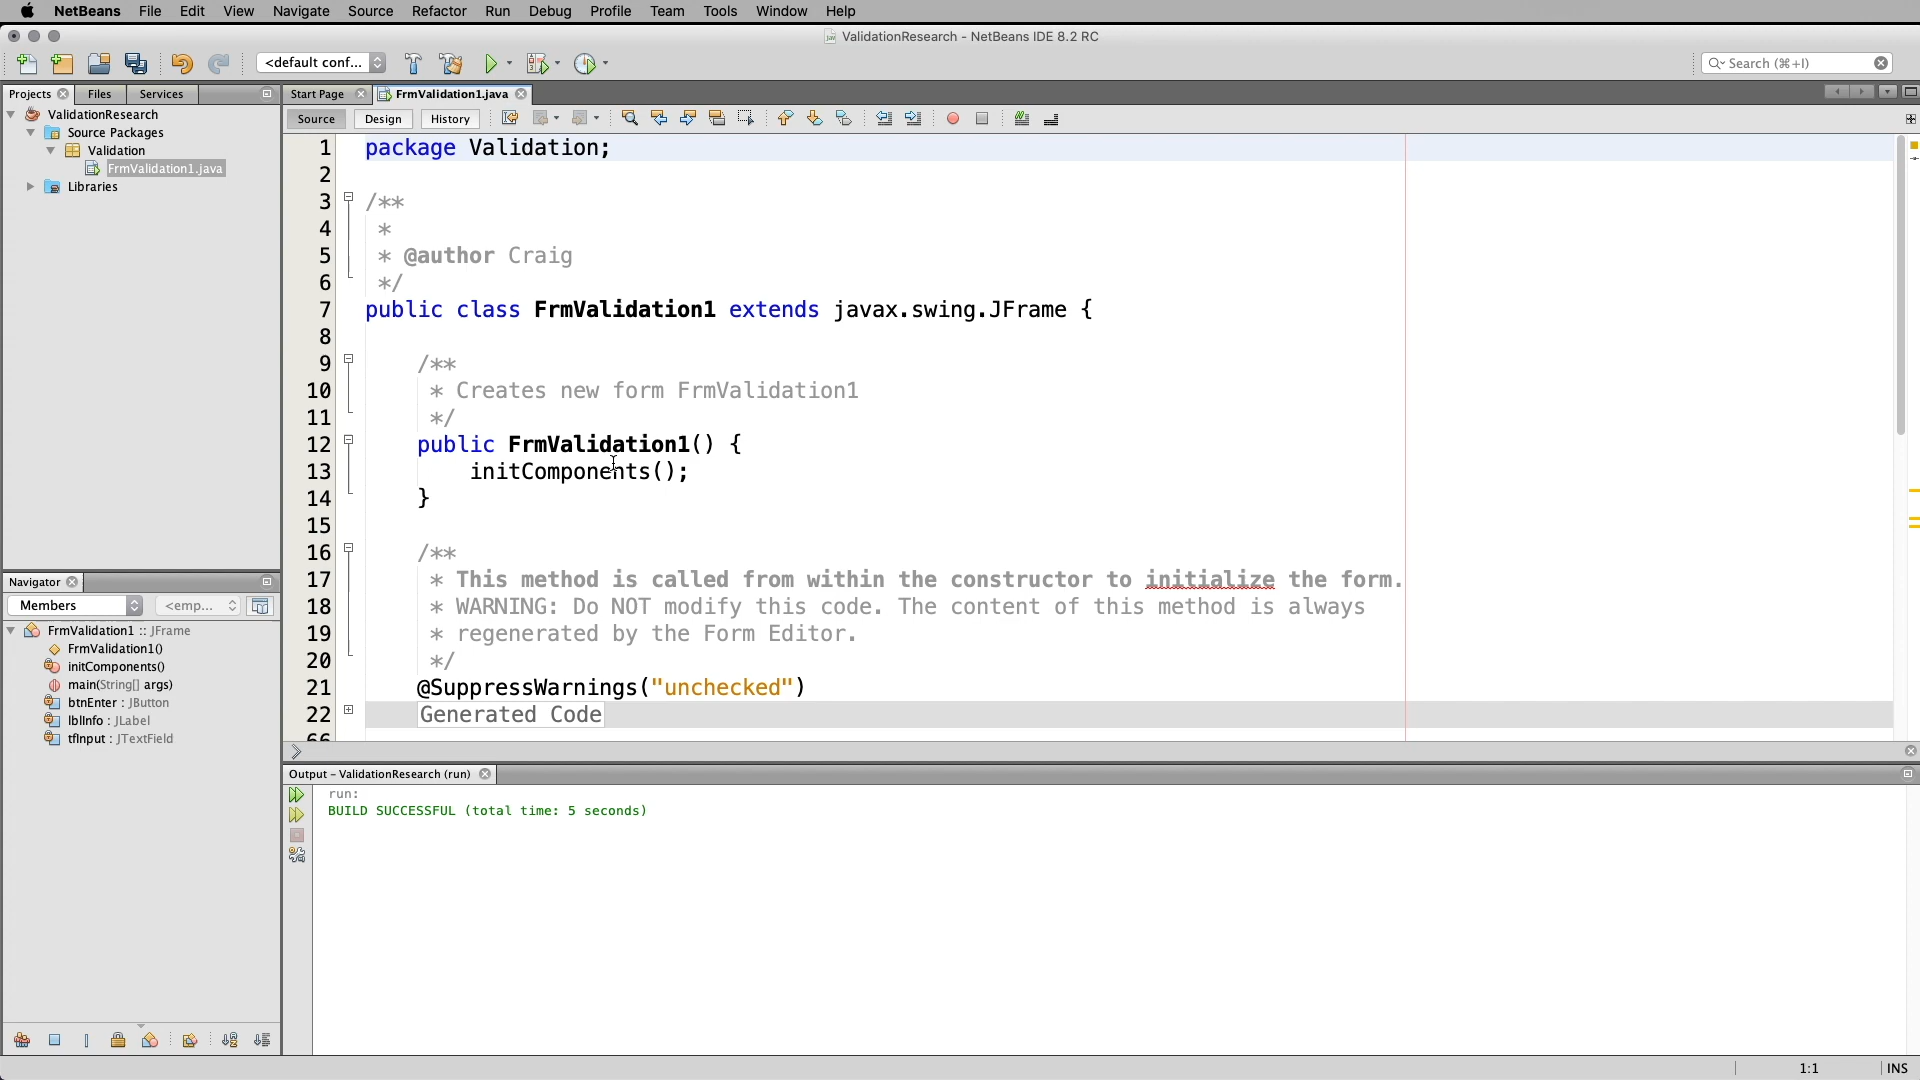 NetBeans File Edit View Navigate Source Refactor Run Debug Profile Team Tools Window Help
ValidationResearch - NetBeans IDE 8.2 RC
<default conf...
Search (⌘+I)
Projects Files Services
ValidationResearch
Source Packages
Validation
FrmValidation1.java
Libraries
Start Page FrmValidation1.java
Source Design History
1 package Validation;
2
3 /**
4 *
5 * @author Craig
6 */
7 public class FrmValidation1 extends javax.swing.JFrame {
8
9 /**
10 * Creates new form FrmValidation1
11 */
12 public FrmValidation1() {
13 initComponents();
14 }
15
16 /**
17 * This method is called from within the constructor to initialize the form.
18 * WARNING: Do NOT modify this code. The content of this method is always
19 * regenerated by the Form Editor.
20 */
21 @SuppressWarnings("unchecked")
22 Generated Code
66
Navigator
Members <emp...
FrmValidation1 :: JFrame
FrmValidation1()
initComponents()
main(String[] args)
btnEnter : JButton
lblInfo : JLabel
tfInput : JTextField
Output - ValidationResearch (run)
run:
BUILD SUCCESSFUL (total time: 5 seconds)
1:1 INS